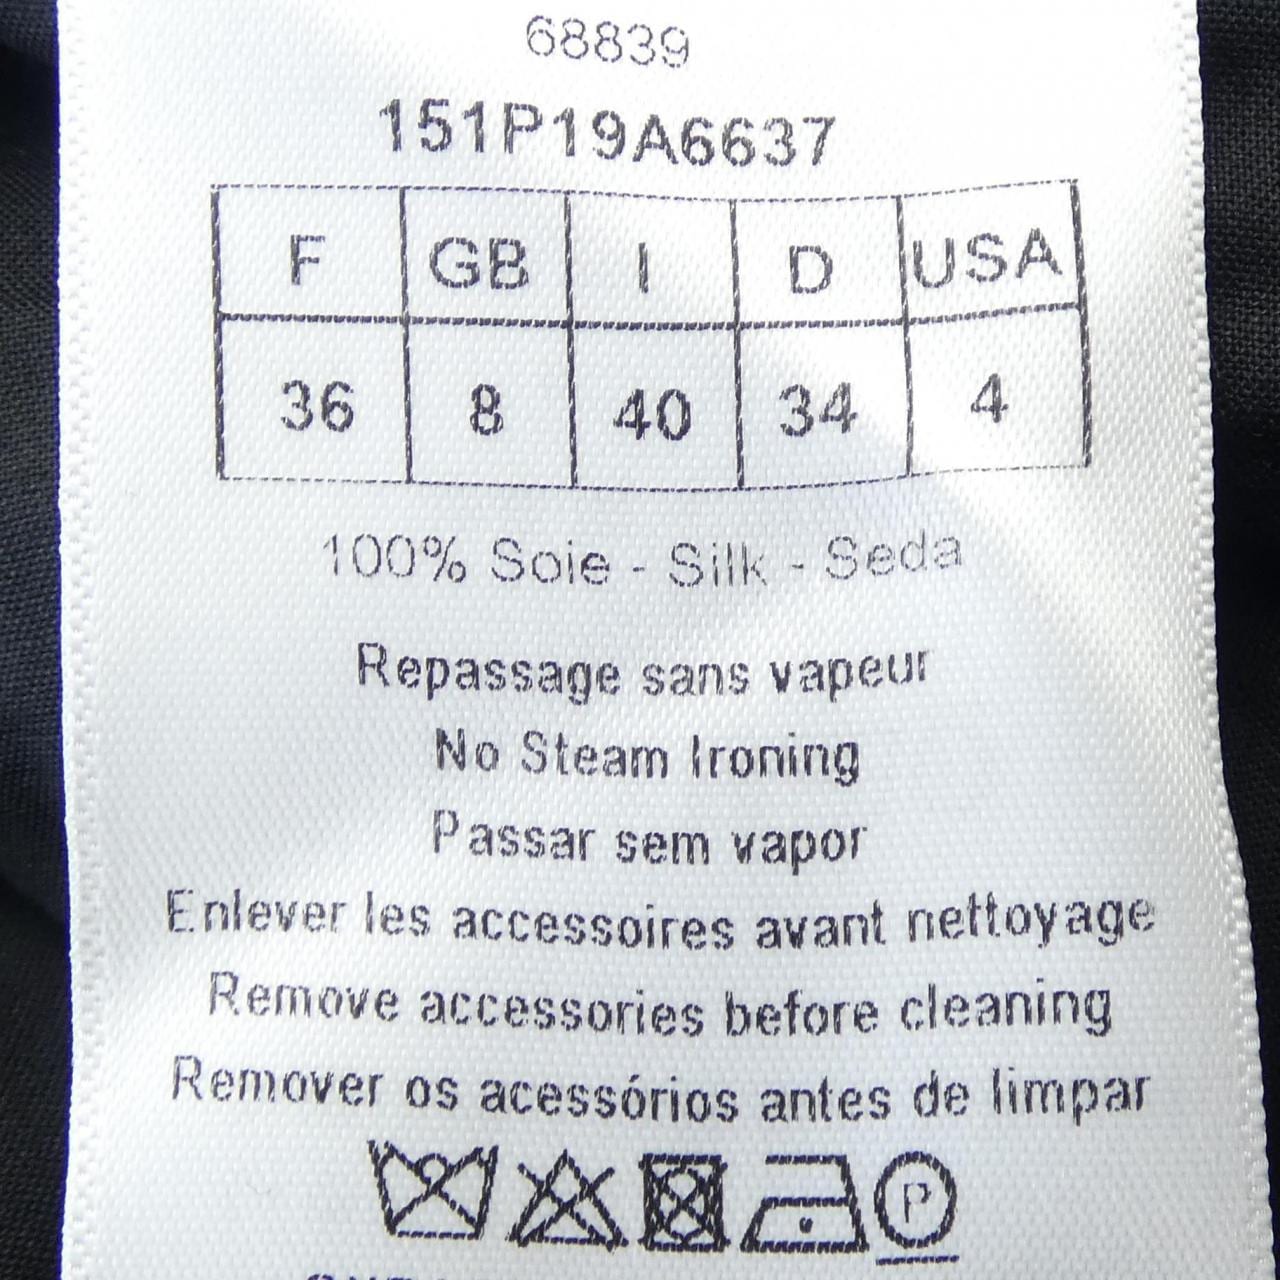 68839
151P19A6637
F GB I D USA
36 8 40 34 4
100% Soie - Silk - Seda
Repassage sans vapeur
No Steam Ironing
Passar sem vapor
Enlever les accessoires avant nettoyage
Remove accessories before cleaning
Remover os acessórios antes de limpar
P